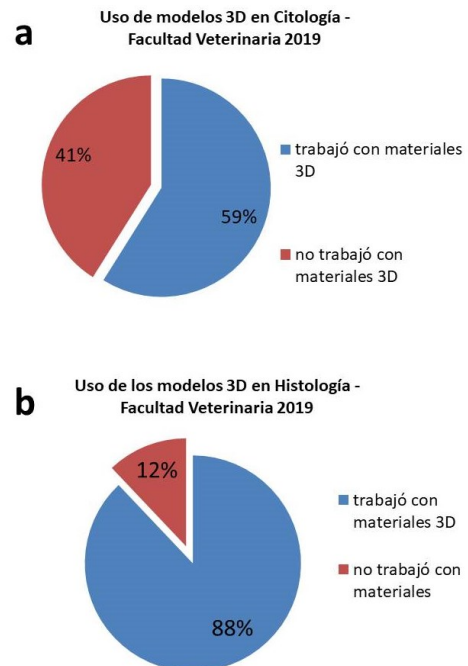 a
Uso de modelos 3D en Citología -
Facultad Veterinaria 2019
41%
59%
trabajó con materiales
3D
no trabajó con
materiales 3D
b
Uso de los modelos 3D en Histología -
Facultad Veterinaria 2019
12%
88%
trabajó con
materiales 3D
no trabajó con
materiales